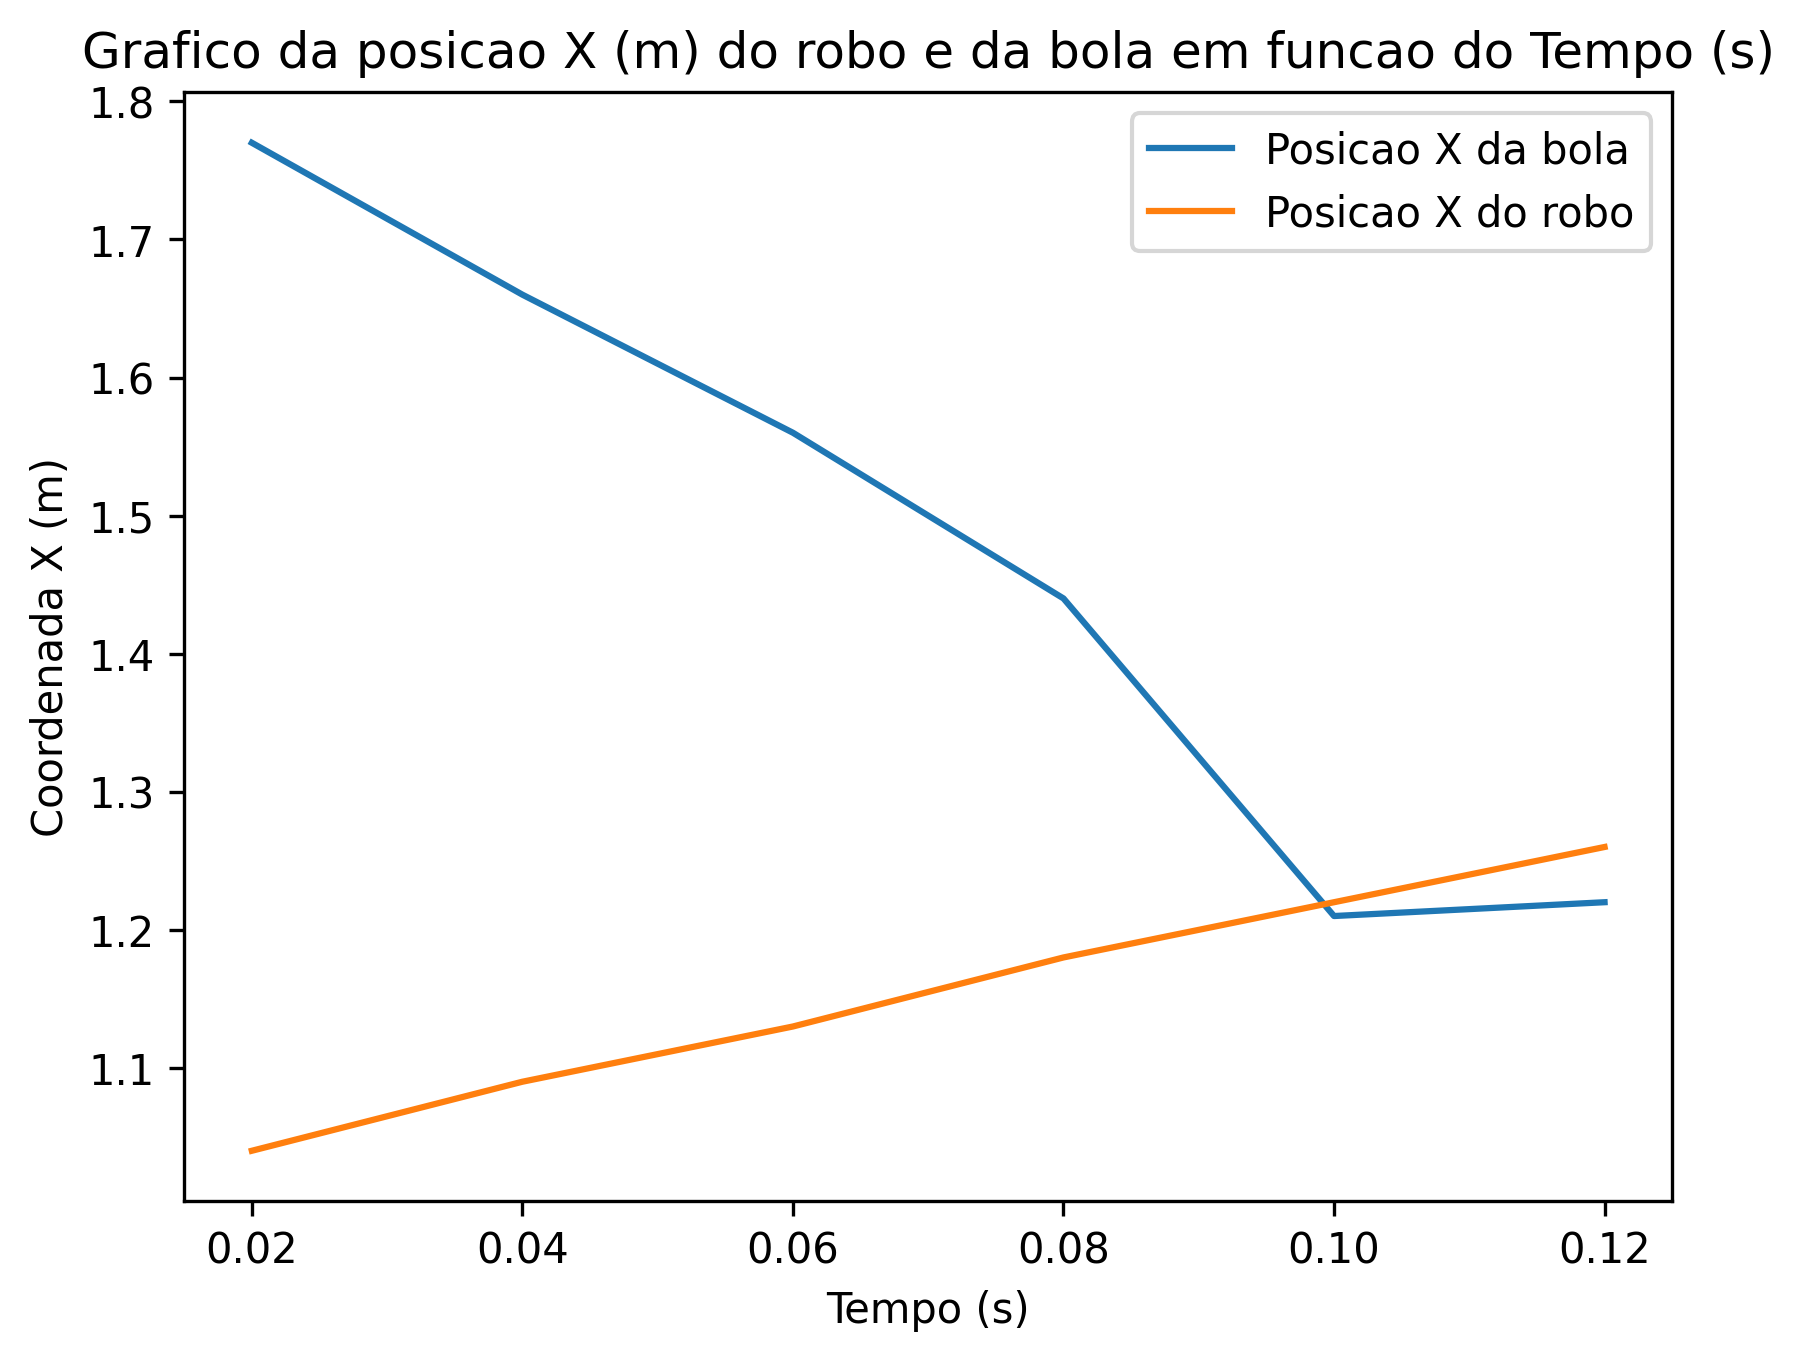 Grafico da posicao X (m) do robo e da bola em funcao do Tempo (s)
Posicao X da bola
Posicao X do robo
Coordenada X (m)
1.8
1.7
1.6
1.5
1.4
1.3
1.2
1.1
0.02 0.04 0.06 0.08 0.10 0.12
Tempo (s)